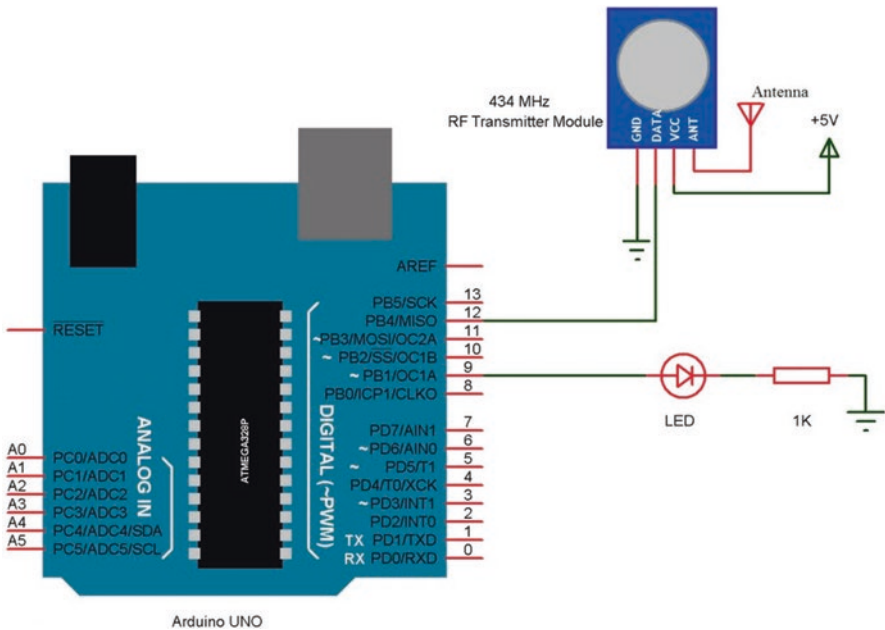 434 MHz
RF Transmitter Module
GND
DATA
VCC
ANT
Antenna
+5V
AREF
RESET
PB5/SCK 13
PB4/MISO 12
~PB3/MOSI/OC2A 11
~ PB2/SS/OC1B 10
~ PB1/OC1A 9
PB0/ICP1/CLKO 8
PD7/AIN1 7
~PD6/AIN0 6
~ PD5/T1 5
PD4/T0/XCK 4
~PD3/INT1 3
PD2/INT0 2
TX PD1/TXD 1
RX PD0/RXD 0
ATMEGA328P
DIGITAL (~PWM)
ANALOG IN
A0 PC0/ADC0
A1 PC1/ADC1
A2 PC2/ADC2
A3 PC3/ADC3
A4 PC4/ADC4/SDA
A5 PC5/ADC5/SCL
LED
1K
Arduino UNO